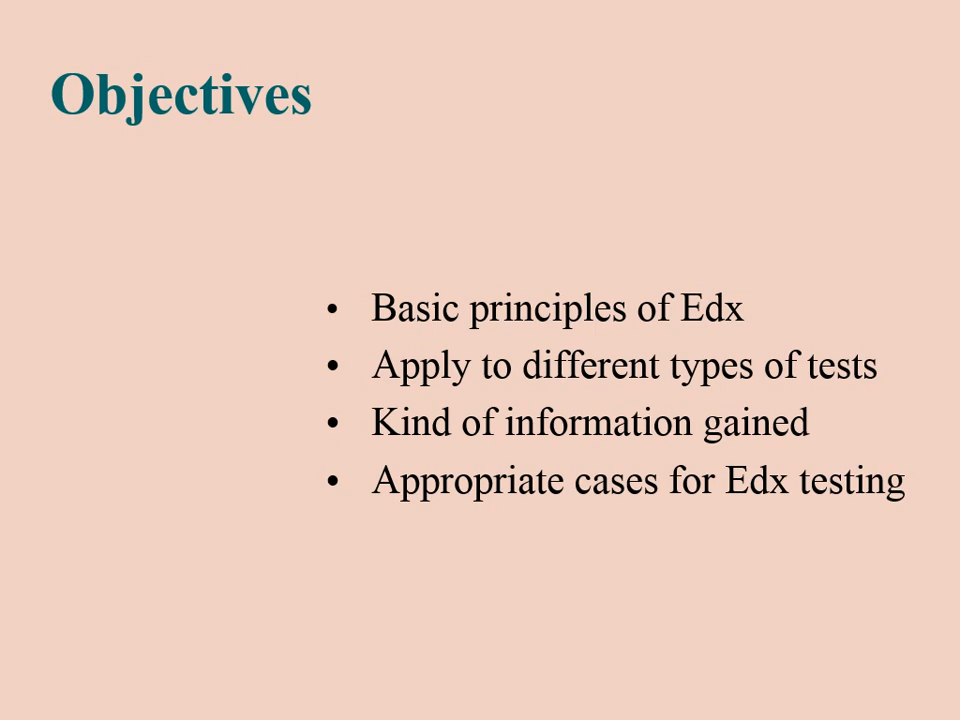 Objectives
• Basic principles of Edx
• Apply to different types of tests
• Kind of information gained
• Appropriate cases for Edx testing